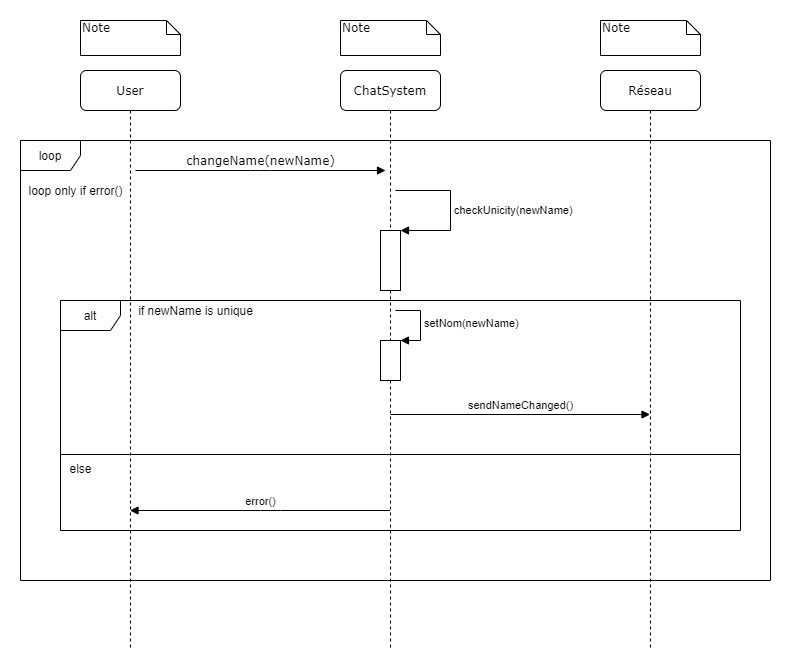 Note
Note
Note
User
ChatSystem
Réseau
loop
changeName(newName)
loop only if error()
checkUnicity(newName)
alt
if newName is unique
setNom(newName)
sendNameChanged()
else
error()